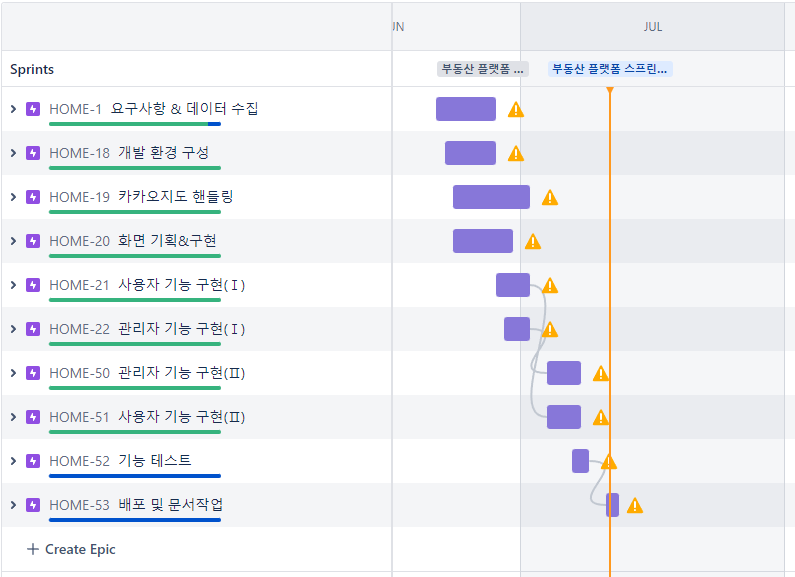 UN
JUL
Sprints
부동산 플랫폼 ...
부동산 플랫폼 스프린...
HOME-1 요구사항 & 데이터 수집
HOME-18 개발 환경 구성
HOME-19 카카오지도 핸들링
HOME-20 화면 기획&구현
HOME-21 사용자 기능 구현(Ⅰ)
HOME-22 관리자 기능 구현(Ⅰ)
HOME-50 관리자 기능 구현(Ⅱ)
HOME-51 사용자 기능 구현(Ⅱ)
HOME-52 기능 테스트
HOME-53 배포 및 문서작업
+ Create Epic